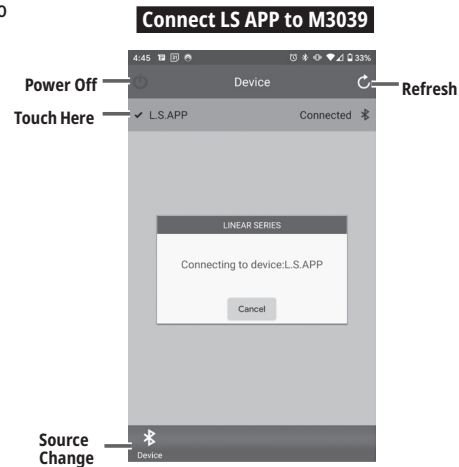 Connect LS APP to M3039
4:45 33%
Power Off
Device
Refresh
Touch Here
L.S.APP Connected
LINEAR SERIES
Connecting to device:L.S.APP
Cancel
Source
Change
Device